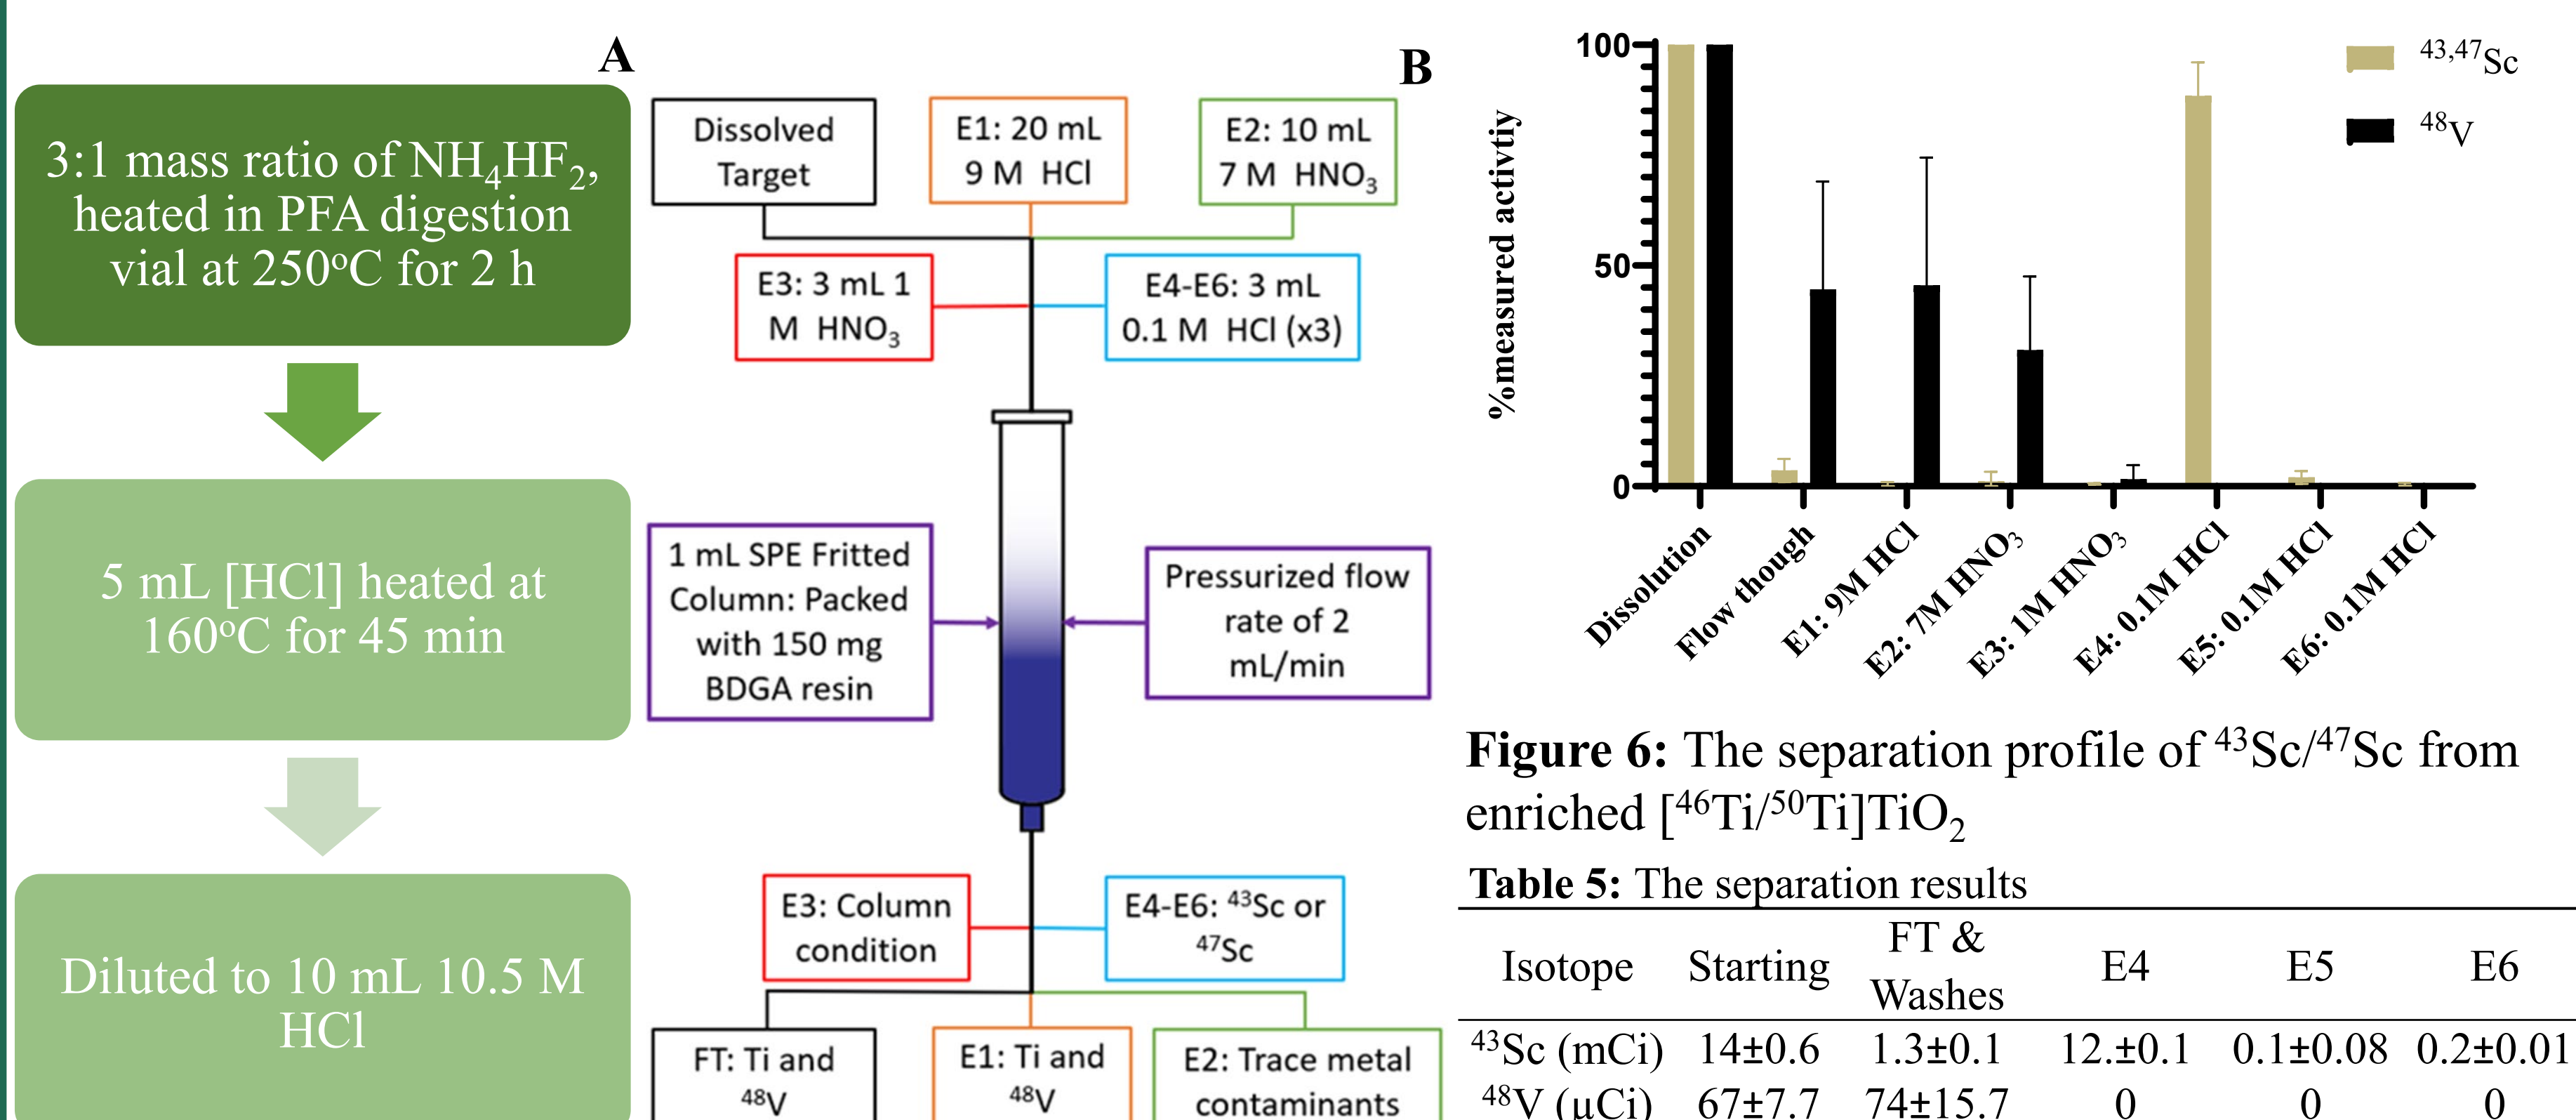 3:1 mass ratio of NH₄HF₂,
heated in PFA digestion
vial at 250°C for 2 h
5 mL [HCl] heated at
160°C for 45 min
Diluted to 10 mL 10.5 M
HCl
A
Dissolved
Target
E1: 20 mL
9 M HCl
E2: 10 mL
7 M HNO₃
E3: 3 mL 1
M HNO₃
E4-E6: 3 mL
0.1 M HCl (x3)
1 mL SPE Fritted
Column: Packed
with 150 mg
BDGA resin
Pressurized flow
rate of 2
mL/min
E3: Column
condition
E4-E6: ⁴³Sc or
⁴⁷Sc
FT: Ti and
⁴⁸V
E1: Ti and
⁴⁸V
E2: Trace metal
contaminants
B
%measured activtiy
100
50
0
⁴³,⁴⁷Sc
⁴⁸V
Dissolution
Flow though
E1: 9M HCl
E2: 7M HNO₃
E3: 1M HNO₃
E4: 0.1M HCl
E5: 0.1M HCl
E6: 0.1M HCl
Figure 6: The separation profile of ⁴³Sc/⁴⁷Sc from
enriched [⁴⁶Ti/⁵⁰Ti]TiO₂
Table 5: The separation results
Isotope Starting FT & Washes E4 E5 E6
⁴³Sc (mCi) 14±0.6 1.3±0.1 12.±0.1 0.1±0.08 0.2±0.01
⁴⁸V (μCi) 67±7.7 74±15.7 0 0 0